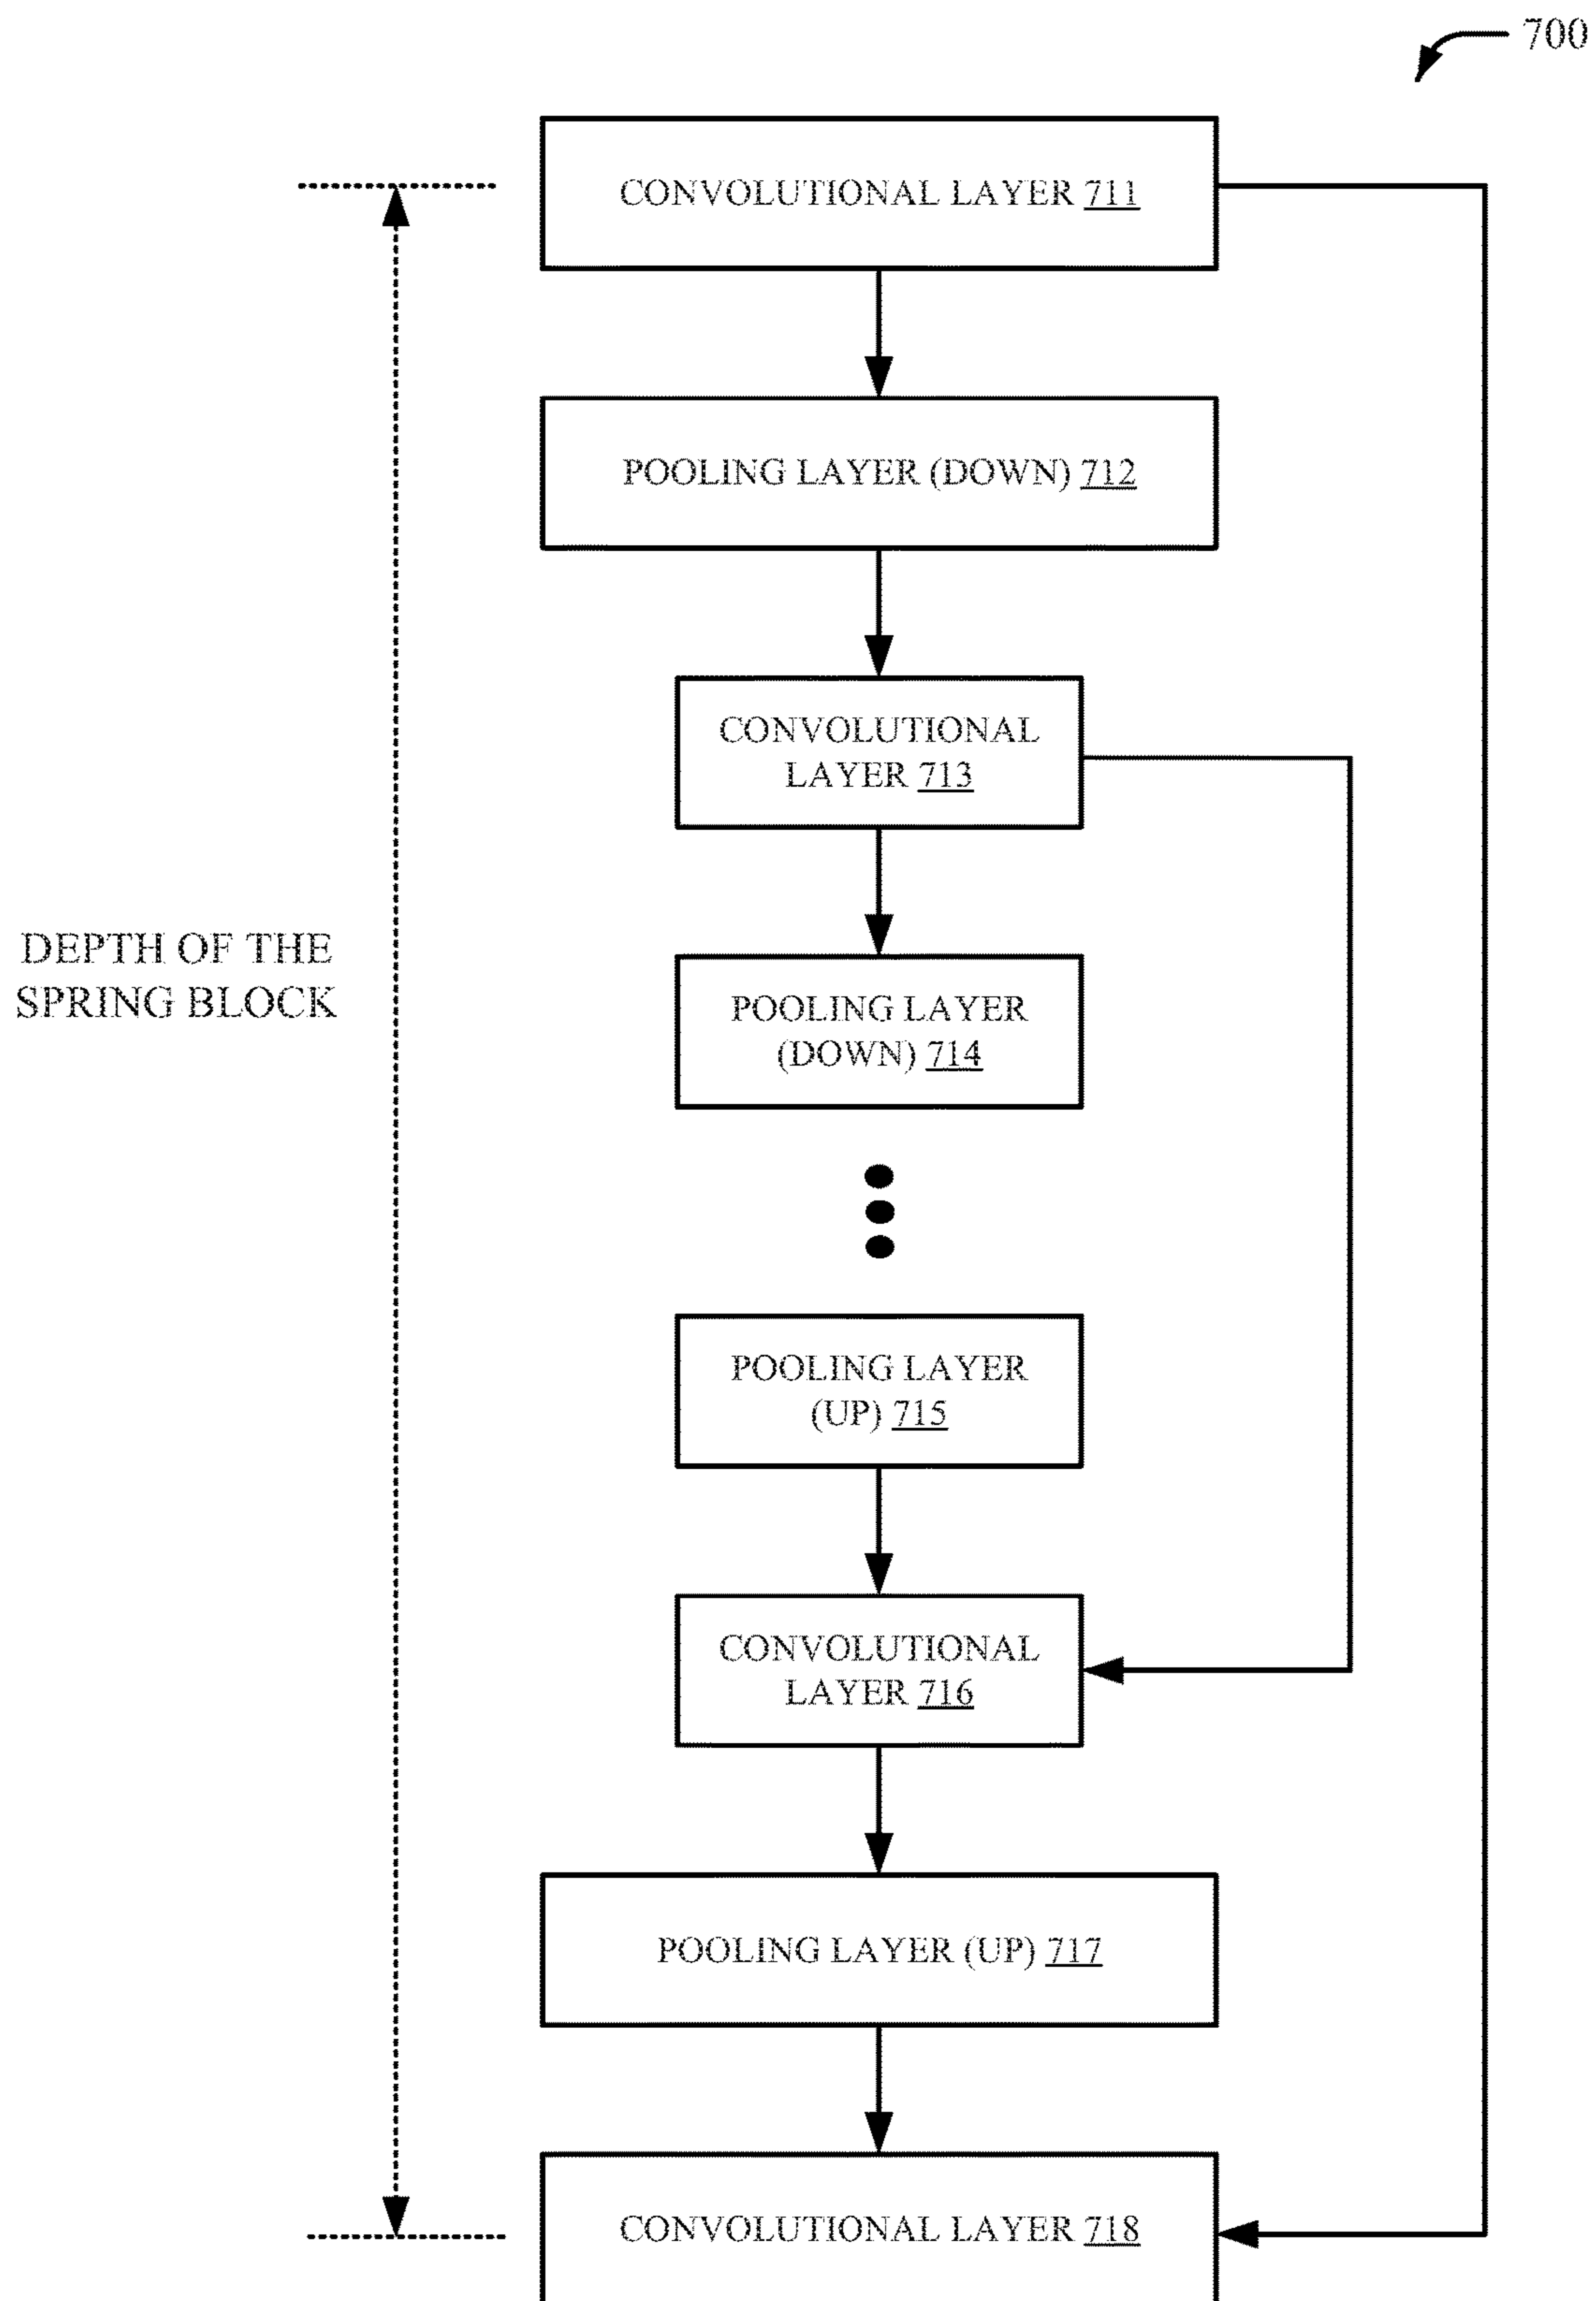 700
CONVOLUTIONAL LAYER 711
POOLING LAYER (DOWN) 712
CONVOLUTIONAL
LAYER 713
DEPTH OF THE
SPRING BLOCK
POOLING LAYER
(DOWN) 714
POOLING LAYER
(UP) 715
CONVOLUTIONAL
LAYER 716
POOLING LAYER (UP) 717
CONVOLUTIONAL LAYER 718